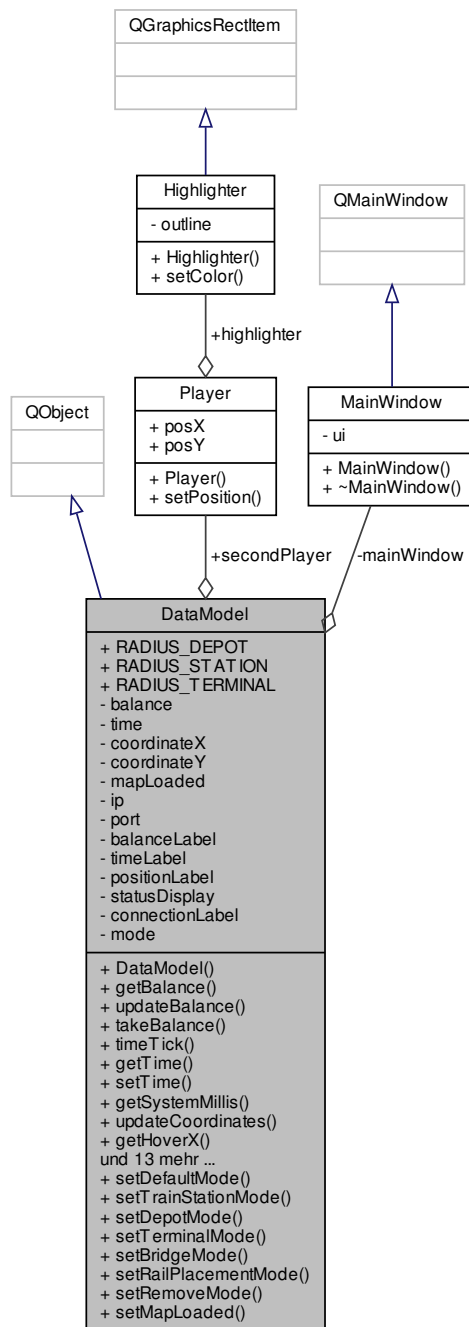 QGraphicsRectItem
Highlighter
- outline
+ Highlighter()
+ setColor()
QMainWindow
+highlighter
QObject
Player
+ posX
+ posY
+ Player()
+ setPosition()
MainWindow
- ui
+ MainWindow()
+ ~MainWindow()
+secondPlayer
-mainWindow
DataModel
+ RADIUS_DEPOT
+ RADIUS_STATION
+ RADIUS_TERMINAL
- balance
- time
- coordinateX
- coordinateY
- mapLoaded
- ip
- port
- balanceLabel
- timeLabel
- positionLabel
- statusDisplay
- connectionLabel
- mode
+ DataModel()
+ getBalance()
+ updateBalance()
+ takeBalance()
+ timeTick()
+ getTime()
+ setTime()
+ getSystemMillis()
+ updateCoordinates()
+ getHoverX()
und 13 mehr ...
+ setDefaultMode()
+ setTrainStationMode()
+ setDepotMode()
+ setTerminalMode()
+ setBridgeMode()
+ setRailPlacementMode()
+ setRemoveMode()
+ setMapLoaded()